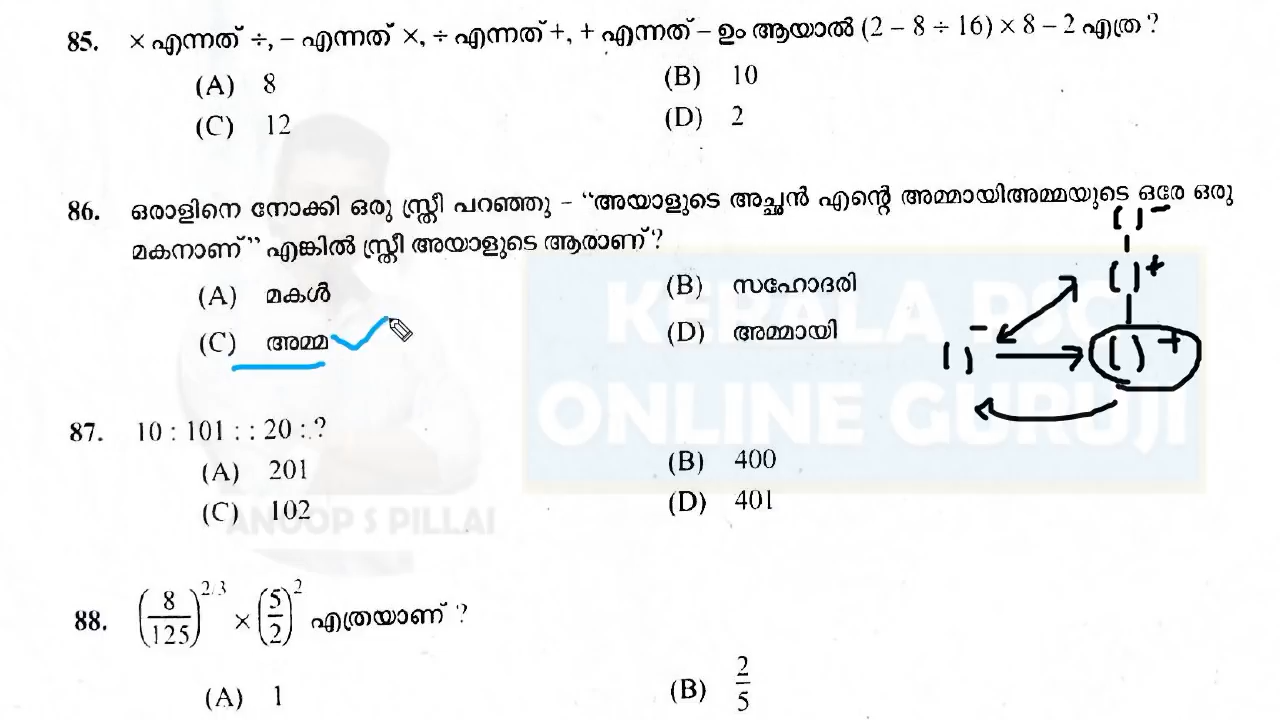 85. × എന്നത് ÷, – എന്നത് ×, ÷ എന്നത് +, + എന്നത് – ഉം ആയാൽ (2 – 8 ÷ 16) × 8 – 2 എത്ര ?
(A) 8 (B) 10
(C) 12 (D) 2
86. ഒരാളിനെ നോക്കി ഒരു സ്ത്രീ പറഞ്ഞു – “അയാളുടെ അച്ഛൻ എന്റെ അമ്മായിഅമ്മയുടെ ഒരേ ഒരു
മകനാണ്” എങ്കിൽ സ്ത്രീ അയാളുടെ ആരാണ് ?
(A) മകൾ (B) സഹോദരി
(C) അമ്മ (D) അമ്മായി
( ) –
( ) +
( ) – ( ) +
KERALA PSC
ONLINE GURUJI
87. 10 : 101 : : 20 : ?
(A) 201 (B) 400
(C) 102 (D) 401
ANOOP S PILLAI
88. (8/125)^2/3 × (5/2)^2 എത്രയാണ് ?
(A) 1 (B) 2/5